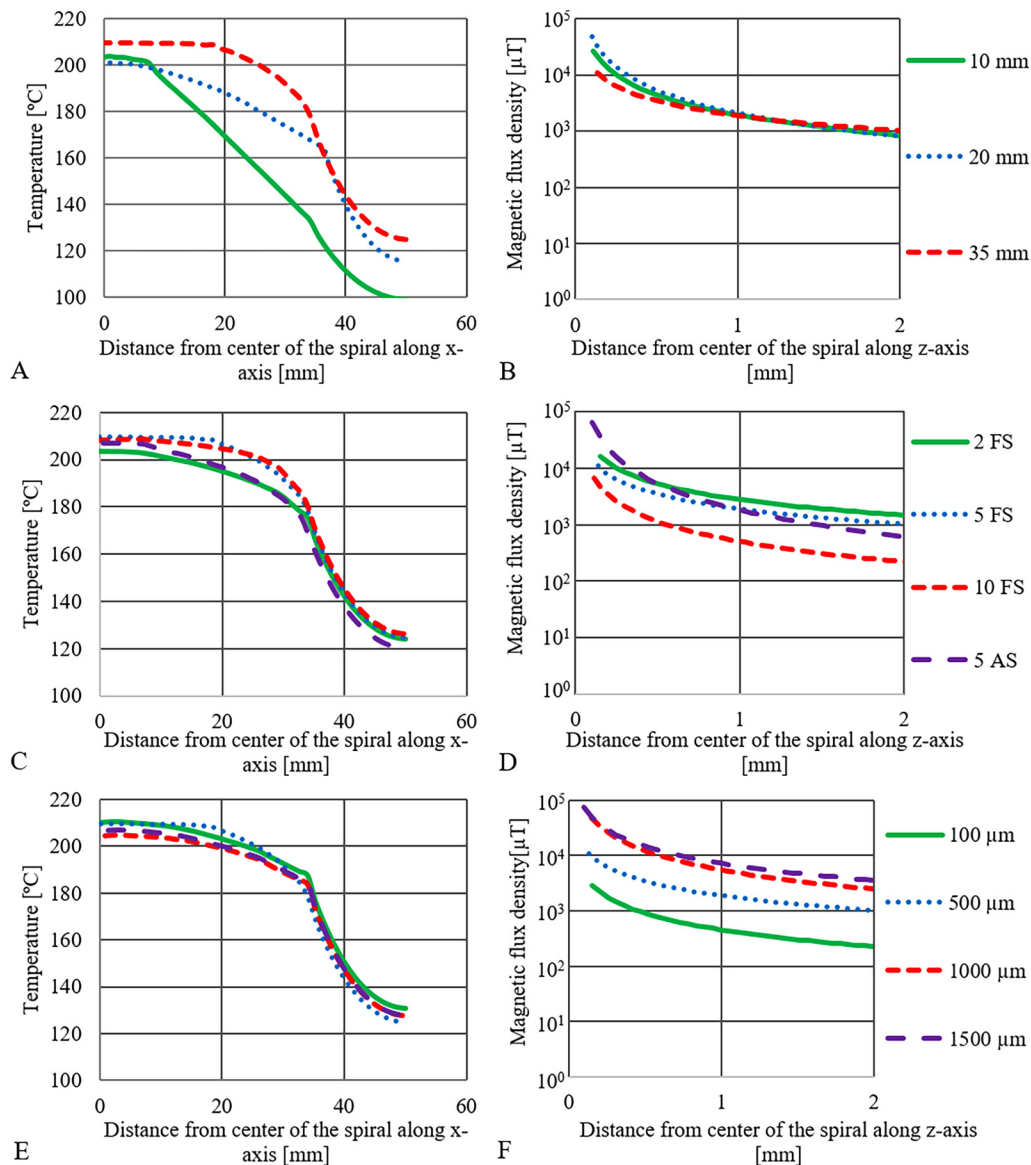 220
200
180
160
140
120
100
Temperature [°C]
0 20 40 60
Distance from center of the spiral along x-
axis [mm]
A
10⁵
10⁴
10³
10²
10¹
10⁰
Magnetic flux density [µT]
0 1 2
Distance from center of the spiral along z-axis
[mm]
B
10 mm
20 mm
35 mm
220
200
180
160
140
120
100
Temperature [°C]
0 20 40 60
Distance from center of the spiral along x-
axis [mm]
C
10⁵
10⁴
10³
10²
10¹
10⁰
Magnetic flux density [µT]
0 1 2
Distance from center of the spiral along z-axis
[mm]
D
2 FS
5 FS
10 FS
5 AS
220
200
180
160
140
120
100
Temperature [°C]
0 20 40 60
Distance from center of the spiral along x-
axis [mm]
E
10⁵
10⁴
10³
10²
10¹
10⁰
Magnetic flux density[µT]
0 1 2
Distance from center of the spiral along z-axis
[mm]
F
100 µm
500 µm
1000 µm
1500 µm